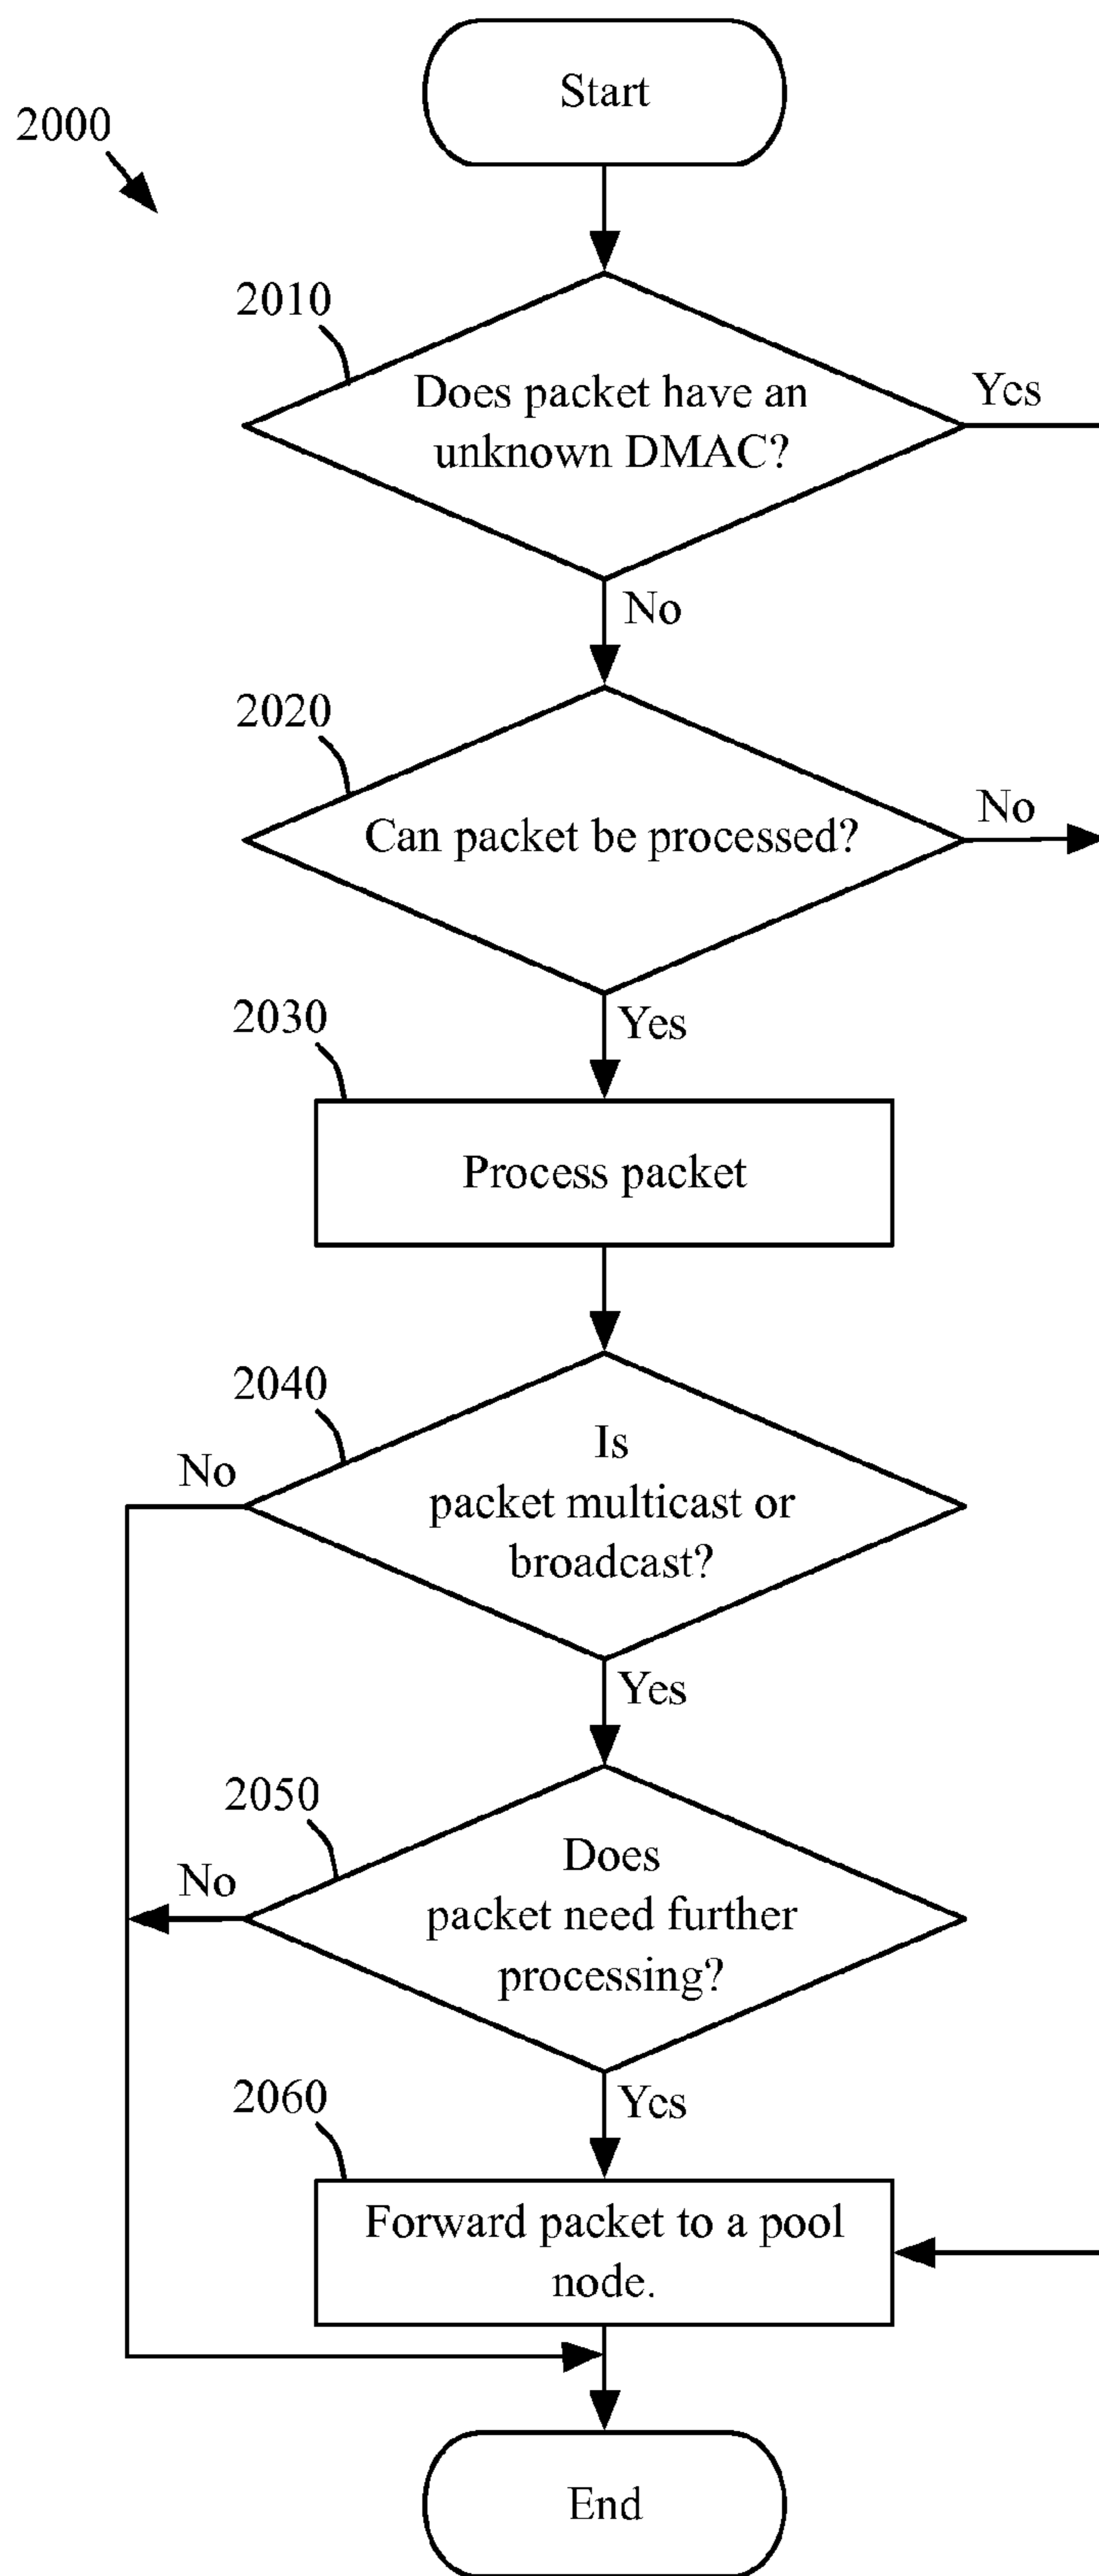 Start
2000
2010
Does packet have an
unknown DMAC?
Yes
No
2020
Can packet be processed?
No
Yes
2030
Process packet
2040
Is
packet multicast or
broadcast?
No
Yes
2050
Does
packet need further
processing?
No
Yes
2060
Forward packet to a pool
node.
End